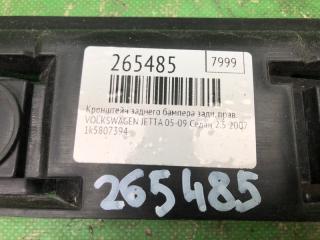 265485
7999
Кронштейн заднего бампера задн. прав.
VOLKSWAGEN JETTA 05-09 Седан 2.5 2007
1k5807394
265485